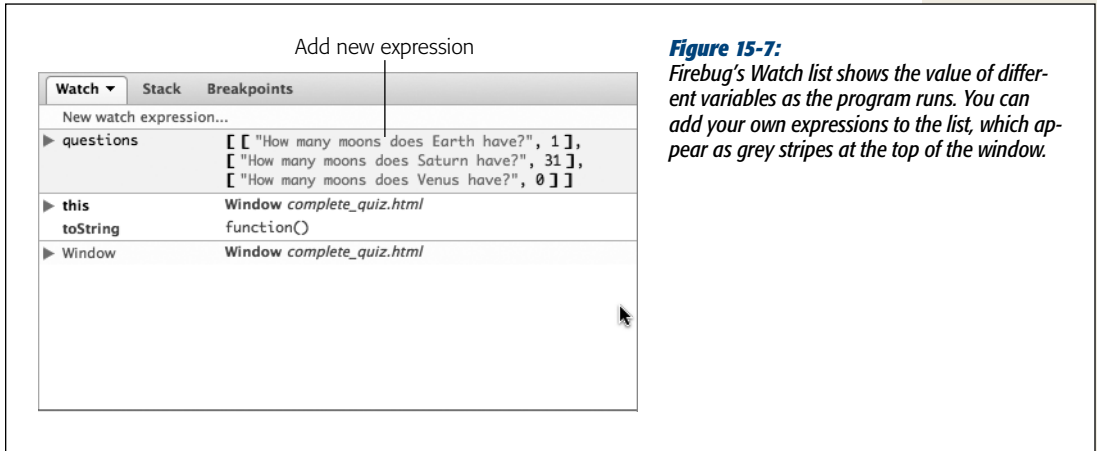 Add new expression
Watch ▼ Stack Breakpoints
New watch expression...
questions [ [ "How many moons does Earth have?", 1 ],
[ "How many moons does Saturn have?", 31 ],
[ "How many moons does Venus have?", 0 ] ]
this Window complete_quiz.html
toString function()
Window Window complete_quiz.html
Figure 15-7:
Firebug's Watch list shows the value of differ-
ent variables as the program runs. You can
add your own expressions to the list, which ap-
pear as grey stripes at the top of the window.